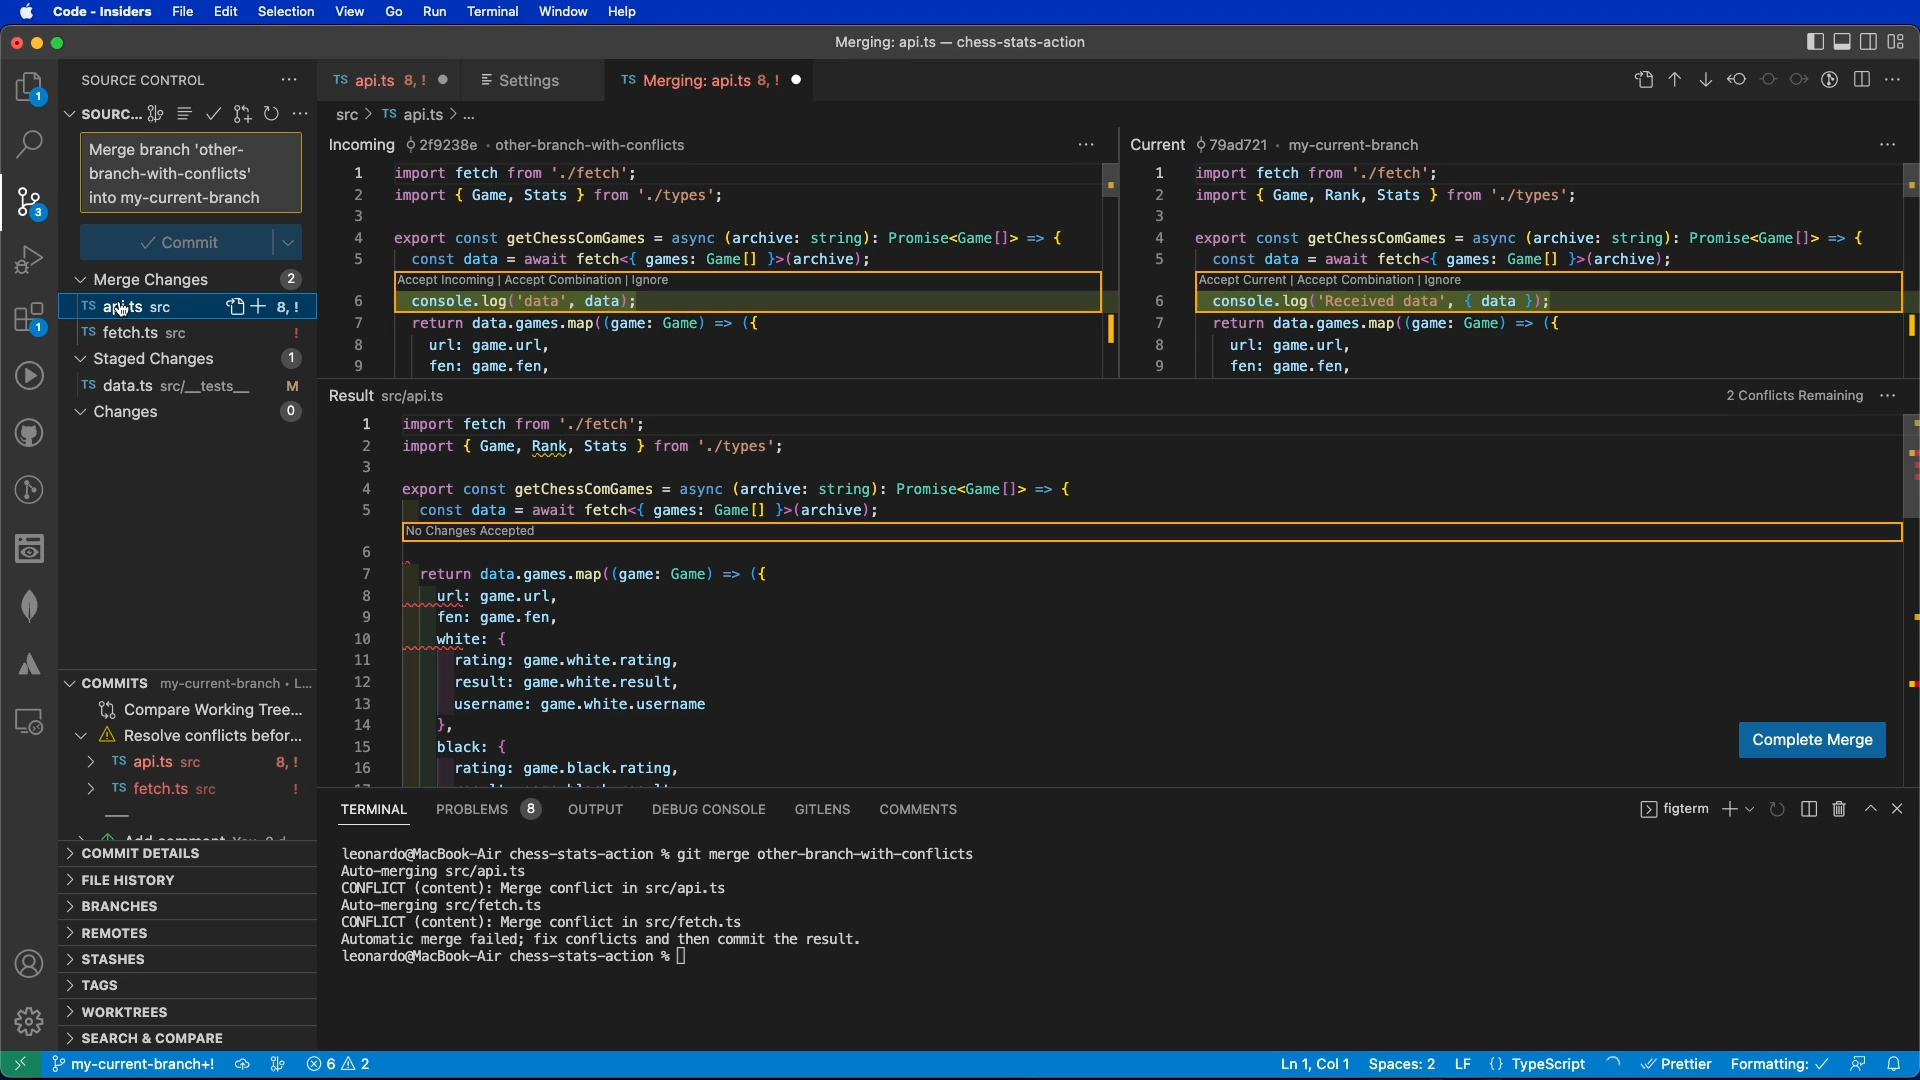 Code - Insiders File Edit Selection View Go Run Terminal Window Help
Merging: api.ts — chess-stats-action
SOURCE CONTROL
TS api.ts 8, !
Settings
TS Merging: api.ts 8, !
1
SOURC...
src > TS api.ts > ...
Merge branch 'other-
branch-with-conflicts'
into my-current-branch
Commit
3
Merge Changes 2
TS api.ts src 8, !
TS fetch.ts src !
Staged Changes 1
TS data.ts src/__tests__ M
Changes 0
1
Incoming 2f9238e • other-branch-with-conflicts
1 import fetch from './fetch';
2 import { Game, Stats } from './types';
3
4 export const getChessComGames = async (archive: string): Promise<Game[]> => {
5 const data = await fetch<{ games: Game[] }>(archive);
Accept Incoming | Accept Combination | Ignore
6 console.log('data', data);
7 return data.games.map((game: Game) => ({
8 url: game.url,
9 fen: game.fen,
Current 79ad721 • my-current-branch
1 import fetch from './fetch';
2 import { Game, Rank, Stats } from './types';
3
4 export const getChessComGames = async (archive: string): Promise<Game[]> => {
5 const data = await fetch<{ games: Game[] }>(archive);
Accept Current | Accept Combination | Ignore
6 console.log('Received data', { data });
7 return data.games.map((game: Game) => ({
8 url: game.url,
9 fen: game.fen,
Result src/api.ts
2 Conflicts Remaining
1 import fetch from './fetch';
2 import { Game, Rank, Stats } from './types';
3
4 export const getChessComGames = async (archive: string): Promise<Game[]> => {
5 const data = await fetch<{ games: Game[] }>(archive);
No Changes Accepted
6
7 return data.games.map((game: Game) => ({
8 url: game.url,
9 fen: game.fen,
10 white: {
11 rating: game.white.rating,
12 result: game.white.result,
13 username: game.white.username
14 },
15 black: {
16 rating: game.black.rating,
Complete Merge
COMMITS my-current-branch • L...
Compare Working Tree...
Resolve conflicts befor...
TS api.ts src 8, !
TS fetch.ts src !
COMMIT DETAILS
FILE HISTORY
BRANCHES
REMOTES
STASHES
TAGS
WORKTREES
SEARCH & COMPARE
TERMINAL PROBLEMS 8 OUTPUT DEBUG CONSOLE GITLENS COMMENTS
figterm
leonardo@MacBook-Air chess-stats-action % git merge other-branch-with-conflicts
Auto-merging src/api.ts
CONFLICT (content): Merge conflict in src/api.ts
Auto-merging src/fetch.ts
CONFLICT (content): Merge conflict in src/fetch.ts
Automatic merge failed; fix conflicts and then commit the result.
leonardo@MacBook-Air chess-stats-action %
my-current-branch+! 6 2
Ln 1, Col 1 Spaces: 2 LF {} TypeScript Prettier Formatting: ✓